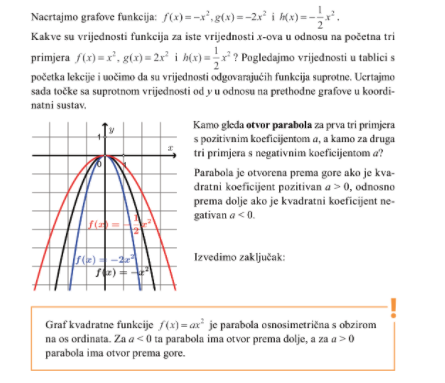 Nacrtajmo grafove funkcija: f(x) = −x², g(x) = −2x² i h(x) = −1/2 x².
Kakve su vrijednosti funkcija za iste vrijednosti x-ova u odnosu na početna tri
primjera f(x) = x², g(x) = 2x² i h(x) = 1/2 x² ? Pogledajmo vrijednosti u tablici s
početka lekcije i uočimo da su vrijednosti odgovarajućih funkcija suprotne. Ucrtajmo
sada točke sa suprotnom vrijednosti od y u odnosu na prethodne grafove u koordi-
natni sustav.
y
1
x
0
f(x) = −1/2 x²
f(x) = −2x²
f(x) = −x²
Kamo gleda otvor parabola za prva tri primjera
s pozitivnim koeficijentom a, a kamo za druga
tri primjera s negativnim koeficijentom a?
Parabola je otvorena prema gore ako je kva-
dratni koeficijent pozitivan a > 0, odnosno
prema dolje ako je kvadratni koeficijent ne-
gativan a < 0.
Izvedimo zaključak:
!
Graf kvadratne funkcije f(x) = ax² je parabola osnosimetrična s obzirom
na os ordinata. Za a < 0 ta parabola ima otvor prema dolje, a za a > 0
parabola ima otvor prema gore.